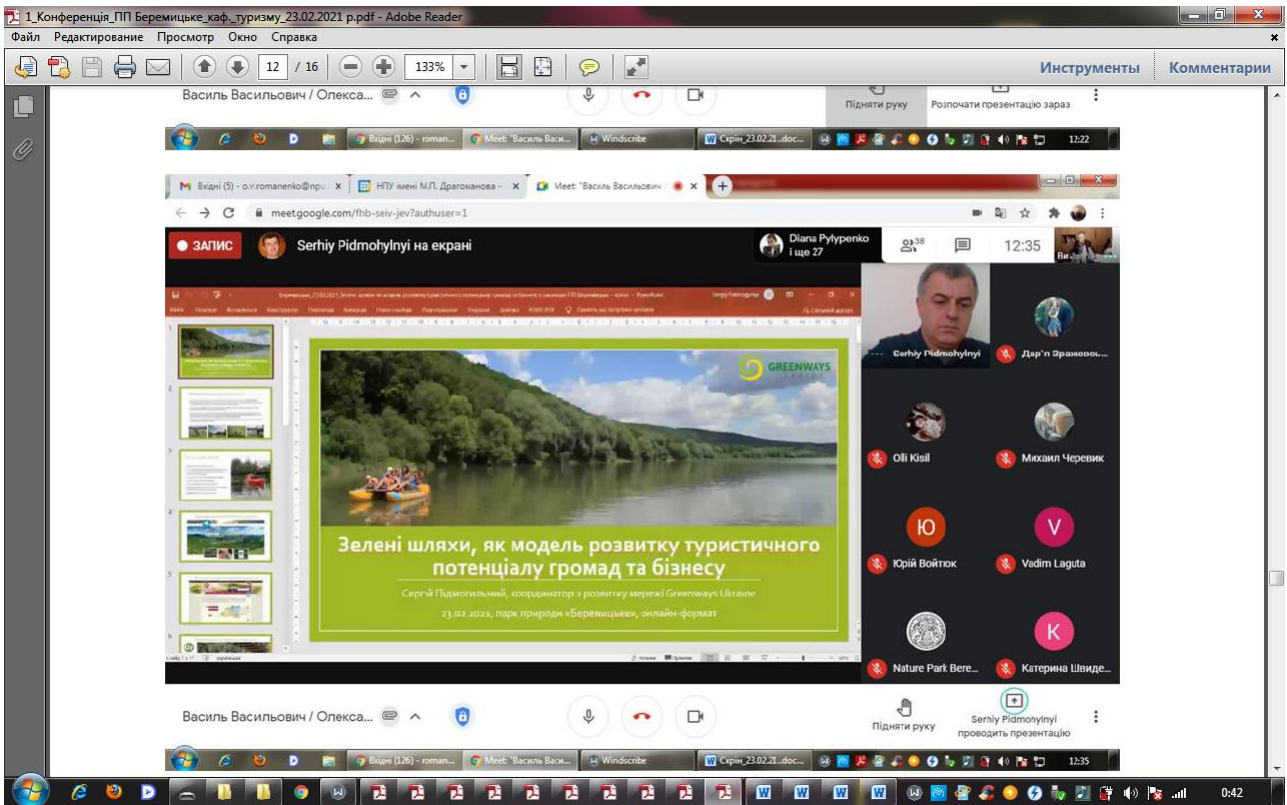 1_Конференція_ПП Беремицьке_каф._туризму_23.02.2021 р.pdf - Adobe Reader
Файл Редактирование Просмотр Окно Справка
12 / 16 133% Инструменты Комментарии
Василь Васильович / Олекса... Підняти руку Розпочати презентацію зараз
Вхідні (126) - roman... Meet: "Василь Васи... Windscribe Скрін_23.02.21..doc... 12:22
Вхідні (5) - o.v.romanenko@npu НПУ імені М.П. Драгоманова - Meet: "Василь Васильович /
meetgoogle.com/fhb-seiv-jev?authuser=1
ЗАПИС Serhiy Pidmohylnyi на екрані Diana Pylypenko і ще 27 38 12:35
GREENWAYS
Serhiy Pidmohylnyi
Olli Kisil Михаил Черевик
Зелені шляхи, як модель розвитку туристичного
потенціалу громад та бізнесу
Ю V
Юрій Войтюк Vadim Laguta
Сергій Підмогильний, координатор з розвитку мережі Greenways Ukraine
23.02.2021, парк природи «Беремицьке», онлайн-формат
К
Nature Park Bere... Катерина Швиде...
Василь Васильович / Олекса... Підняти руку Serhiy Pidmohylnyi проводить презентацію
Вхідні (126) - roman... Meet: "Василь Васи... Windscribe Скрін_23.02.21..doc... 12:35
0:42